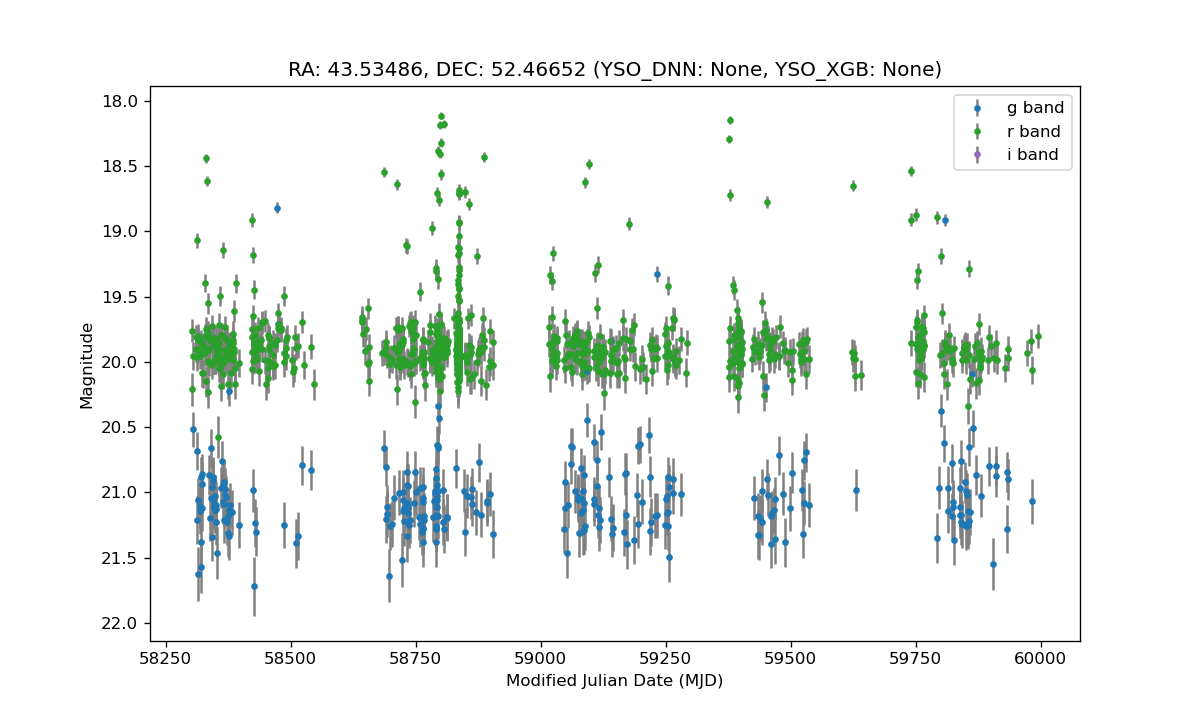 RA: 43.53486, DEC: 52.46652 (YSO_DNN: None, YSO_XGB: None)
g band
r band
i band
18.0
18.5
19.0
19.5
20.0
20.5
21.0
21.5
22.0
Magnitude
58250 58500 58750 59000 59250 59500 59750 60000
Modified Julian Date (MJD)